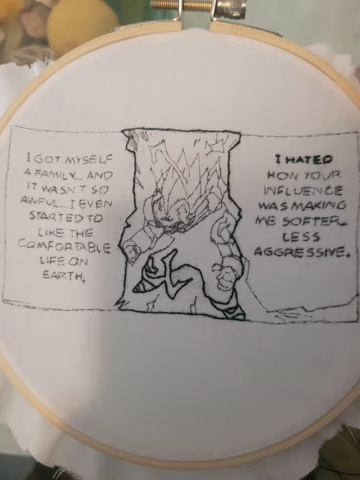 I GOT MYSELF
A FAMILY... AND
IT WASN'T SO
AWFUL... I EVEN
STARTED TO
LIKE THE
COMFORTABLE
LIFE ON
EARTH.
I HATED
HOW YOUR
INFLUENCE
WAS MAKING
ME SOFTER...
LESS
AGGRESSIVE.